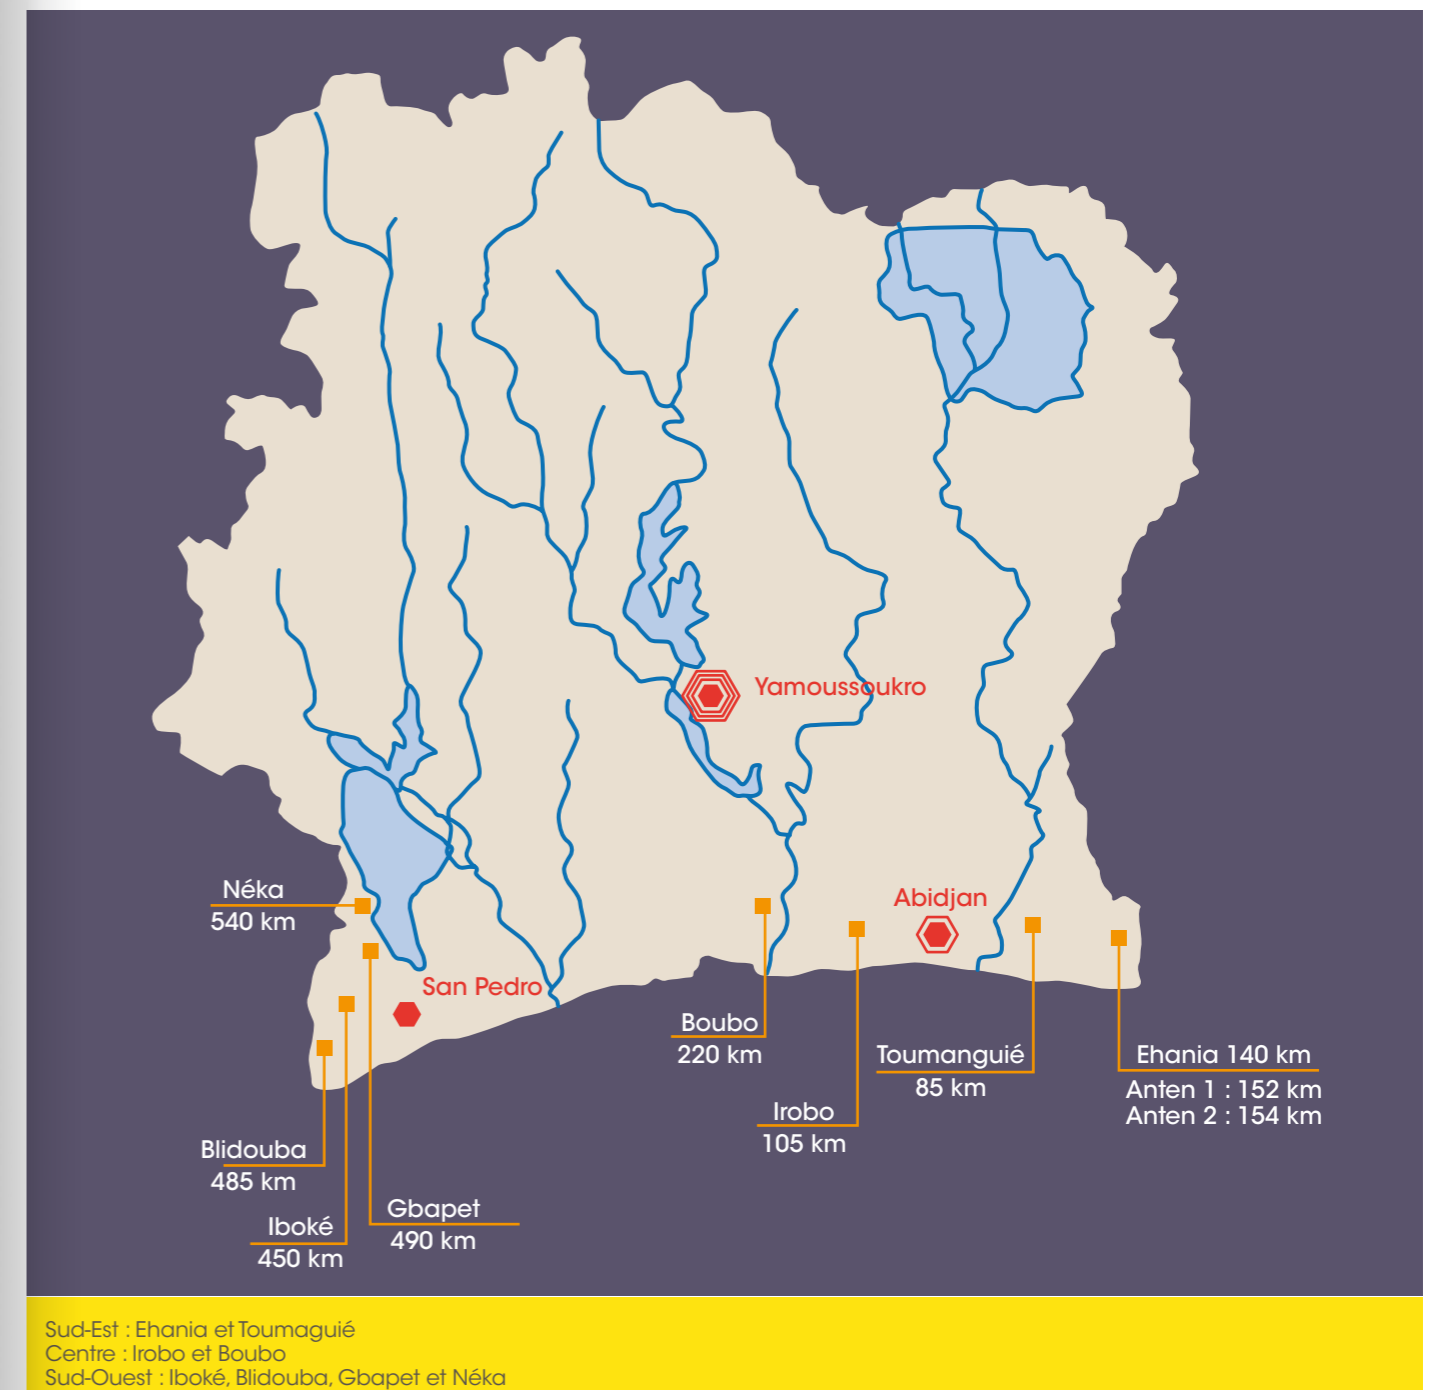 Yamoussoukro
Néka
540 km
Abidjan
San Pedro
Boubo
220 km
Toumanguié
85 km
Ehania 140 km
Anten 1 : 152 km
Anten 2 : 154 km
Irobo
105 km
Blidouba
485 km
Gbapet
490 km
Iboké
450 km
Sud-Est : Ehania et Toumaguié
Centre : Irobo et Boubo
Sud-Ouest : Iboké, Blidouba, Gbapet et Néka